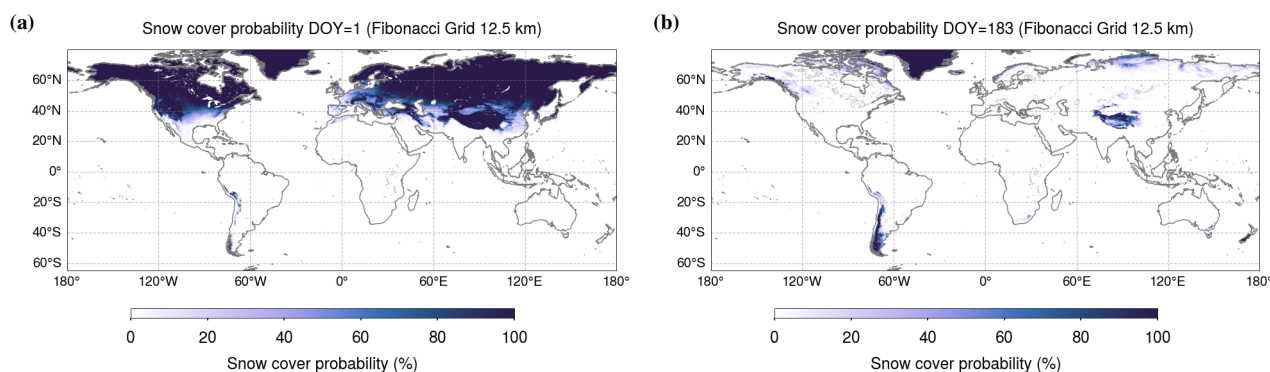 (a)
Snow cover probability DOY=1 (Fibonacci Grid 12.5 km)
60°N
40°N
20°N
0°
20°S
40°S
60°S
180° 120°W 60°W 0° 60°E 120°E 180°
0 20 40 60 80 100
Snow cover probability (%)
(b)
Snow cover probability DOY=183 (Fibonacci Grid 12.5 km)
60°N
40°N
20°N
0°
20°S
40°S
60°S
180° 120°W 60°W 0° 60°E 120°E 180°
0 20 40 60 80 100
Snow cover probability (%)